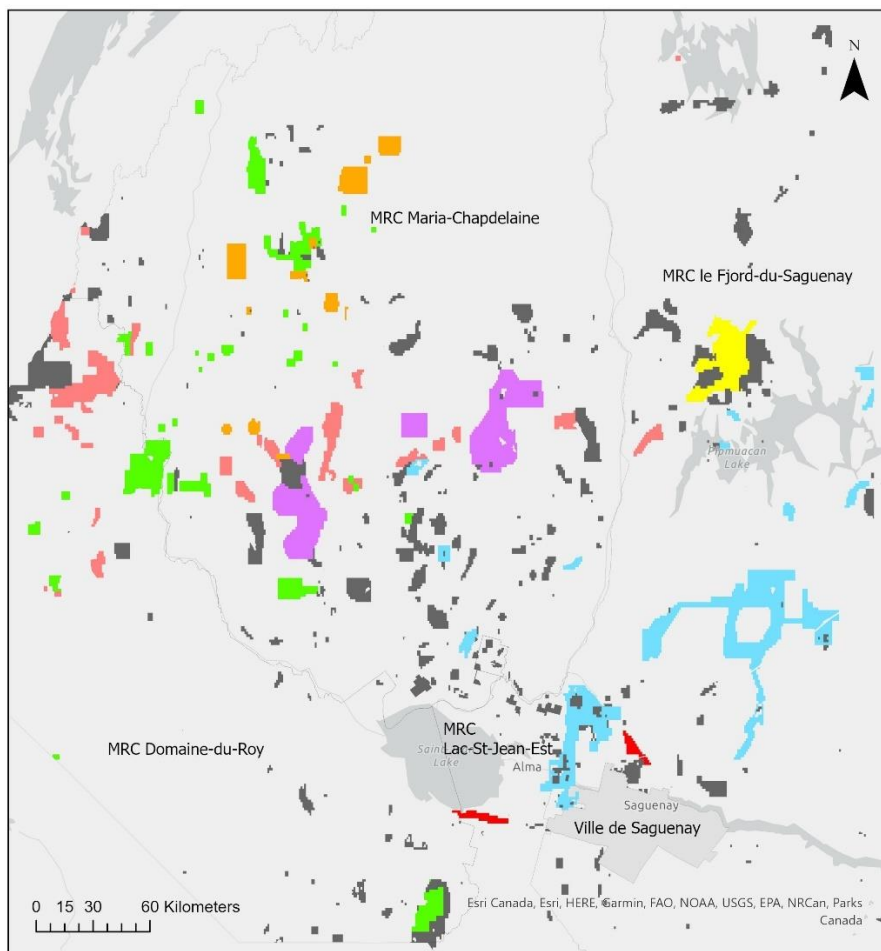 N
MRC Maria-Chapdelaine
MRC le Fjord-du-Saguenay
Pipmuacan
Lake
MRC
Lac-St-Jean-Est
MRC Domaine-du-Roy
Lake
Alma
Saguenay
Ville de Saguenay
0 15 30 60 Kilometers
Esri Canada, Esri, HERE, Garmin, FAO, NOAA, USGS, EPA, NRCan, Parks
Canada